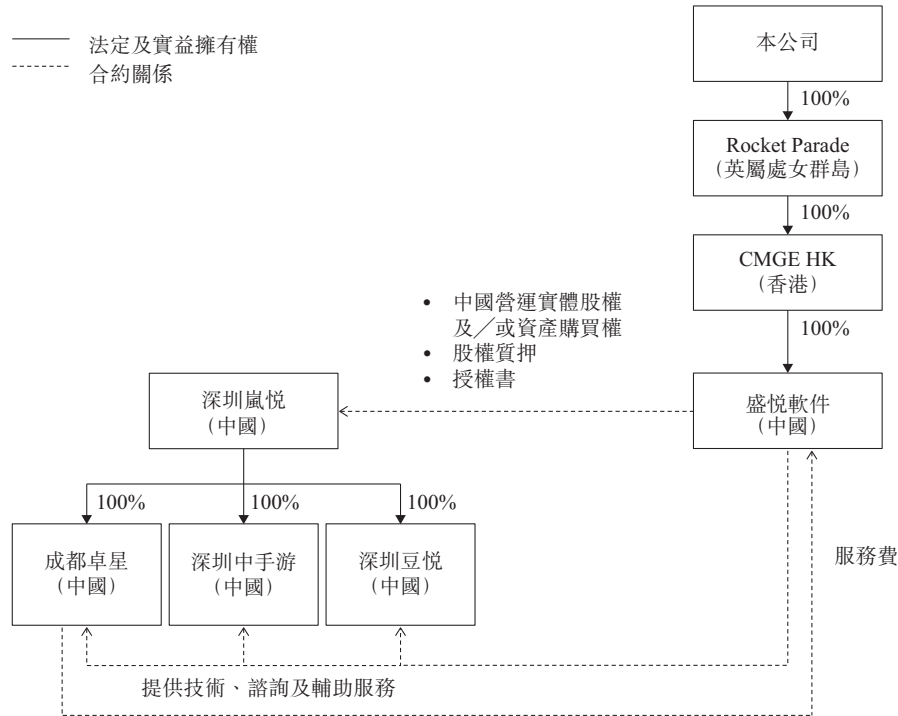 法定及實益擁有權
合約關係
本公司
100%
Rocket Parade
（英屬處女群島）
100%
CMGE HK
（香港）
100%
• 中國營運實體股權
及╱或資產購買權
• 股權質押
• 授權書
深圳嵐悦
（中國）
盛悦軟件
（中國）
100%
100%
100%
成都卓星
（中國）
深圳中手游
（中國）
深圳豆悦
（中國）
服務費
提供技術、諮詢及輔助服務